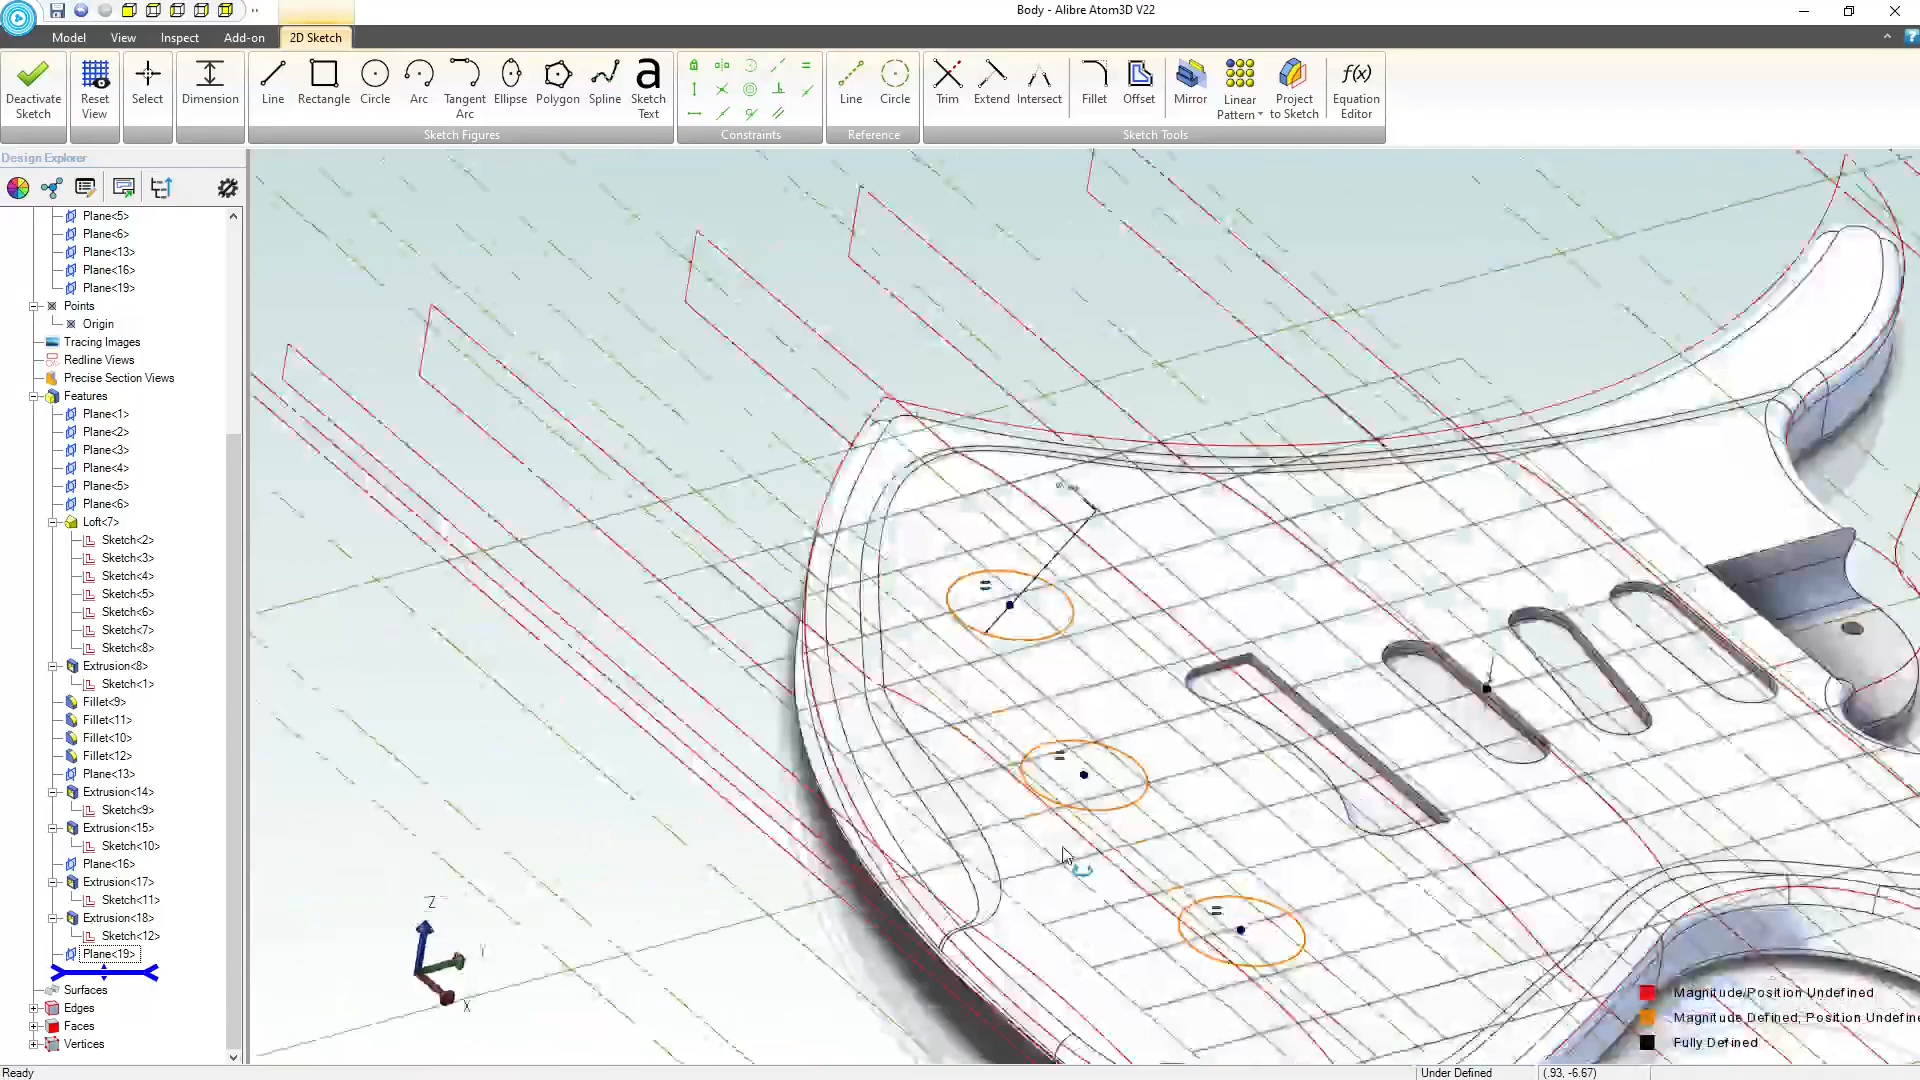 Body - Alibre Atom3D V22
Model View Inspect Add-on 2D Sketch
Deactivate Sketch
Reset View
Select
Dimension
Line
Rectangle
Circle
Arc
Tangent Arc
Ellipse
Polygon
Spline
a
Sketch Text
Line
Circle
Trim
Extend
Intersect
Fillet
Offset
Mirror
Linear Pattern
Project to Sketch
f(x)
Equation Editor
Sketch Figures
Constraints
Reference
Sketch Tools
Design Explorer
Plane<5>
Plane<6>
Plane<13>
Plane<16>
Plane<19>
Points
Origin
Tracing Images
Redline Views
Precise Section Views
Features
Plane<1>
Plane<2>
Plane<3>
Plane<4>
Plane<5>
Plane<6>
Loft<7>
Sketch<2>
Sketch<3>
Sketch<4>
Sketch<5>
Sketch<6>
Sketch<7>
Sketch<8>
Extrusion<8>
Sketch<1>
Fillet<9>
Fillet<11>
Fillet<10>
Fillet<12>
Plane<13>
Extrusion<14>
Sketch<9>
Extrusion<15>
Sketch<10>
Plane<16>
Extrusion<17>
Sketch<11>
Extrusion<18>
Sketch<12>
Plane<19>
Surfaces
Edges
Faces
Vertices
Z
Y
X
Magnitude/Position Undefined
Magnitude Defined, Position Undefine
Fully Defined
Ready
Under Defined
(.93, -6.67)